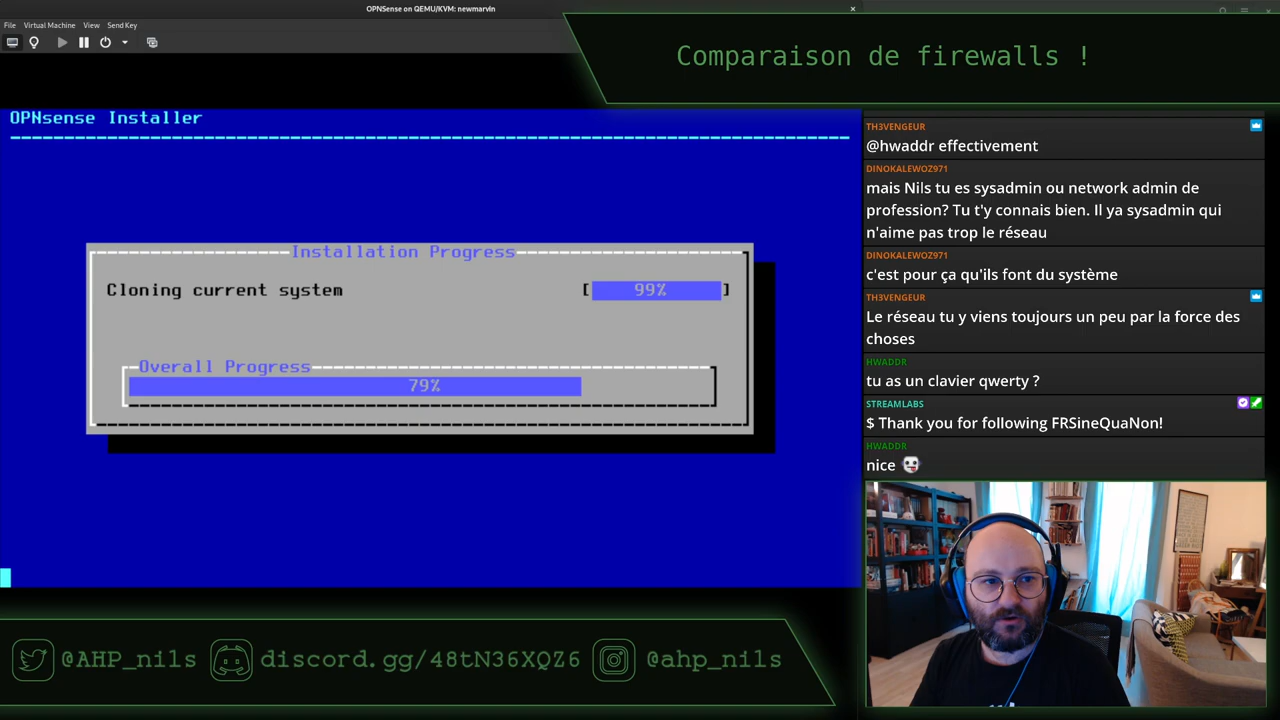 OPNSense on QEMU/KVM: newmarvin
File Virtual Machine View Send Key
Comparaison de firewalls !
OPNsense Installer
Installation Progress
Cloning current system [ 99% ]
Overall Progress
79%
TH3VENGEUR
@hwaddr effectivement
DINOKALEWOZ971
mais Nils tu es sysadmin ou network admin de
profession? Tu t'y connais bien. Il ya sysadmin qui
n'aime pas trop le réseau
DINOKALEWOZ971
c'est pour ça qu'ils font du système
TH3VENGEUR
Le réseau tu y viens toujours un peu par la force des
choses
HWADDR
tu as un clavier qwerty ?
STREAMLABS
$ Thank you for following FRSineQuaNon!
HWADDR
nice
@AHP_nils discord.gg/48tN36XQZ6 @ahp_nils